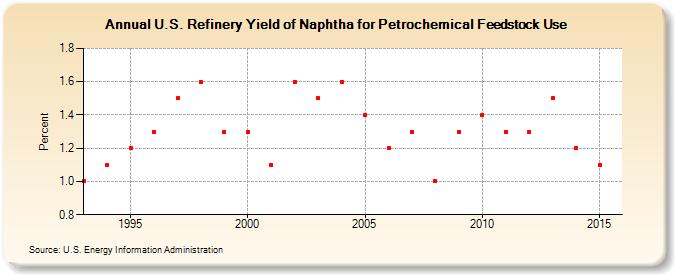 Annual U.S. Refinery Yield of Naphtha for Petrochemical Feedstock Use
Percent
1.8
1.6
1.4
1.2
1.0
0.8
1995 2000 2005 2010 2015
Source: U.S. Energy Information Administration